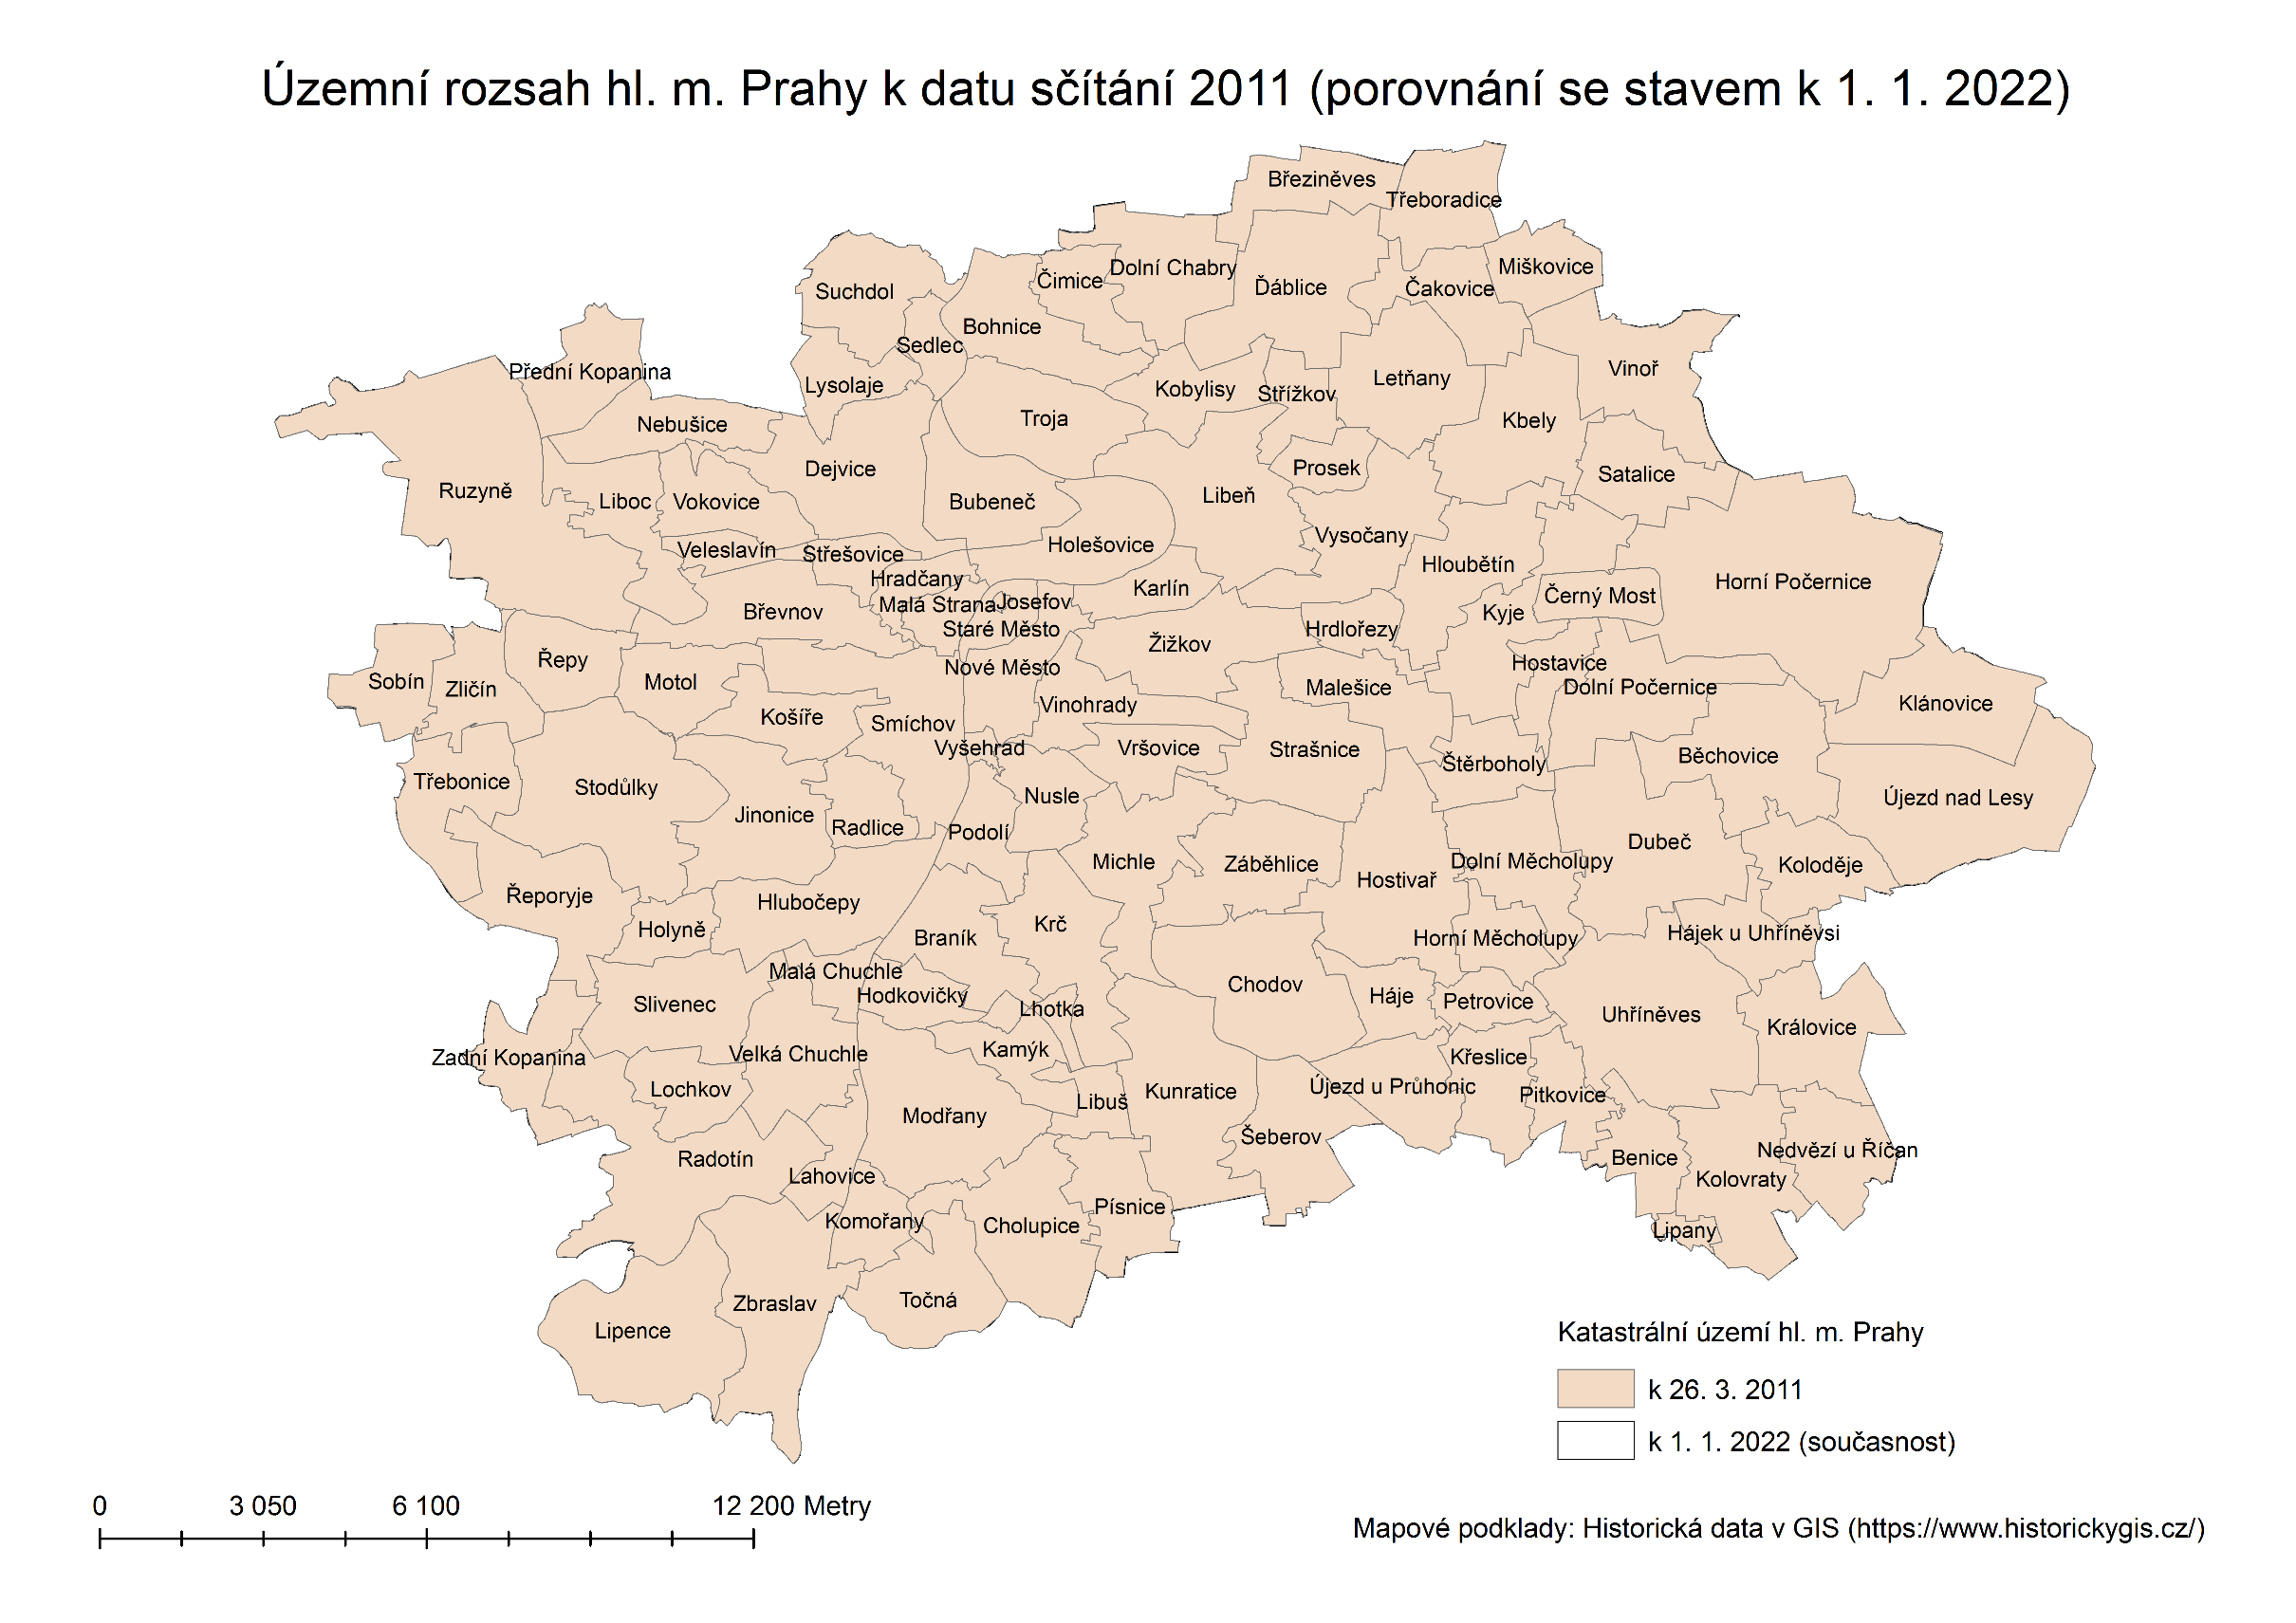 Územní rozsah hl. m. Prahy k datu sčítání 2011 (porovnání se stavem k 1. 1. 2022)
Březiněves
Třeboradice
Miškovice
Dolní Chabry
Čimice
Ďáblice
Čakovice
Suchdol
Bohnice
Sedlec
Přední Kopanina
Vinoř
Letňany
Lysolaje
Kobylisy
Střížkov
Troja
Kbely
Nebušice
Dejvice
Prosek
Satalice
Ruzyně
Libeň
Liboc
Vokovice
Bubeneč
Vysočany
Holešovice
Veleslavín
Střešovice
Hloubětín
Hradčany
Horní Počernice
Karlín
Černý Most
Malá Strana
Josefov
Břevnov
Kyje
Staré Město
Hrdlořezy
Žižkov
Řepy
Hostavice
Nové Město
Sobín
Motol
Zličín
Malešice
Dolní Počernice
Klánovice
Vinohrady
Košíře
Smíchov
Vyšehrad
Vršovice
Strašnice
Běchovice
Štěrboholy
Třebonice
Stodůlky
Nusle
Újezd nad Lesy
Jinonice
Radlice
Podolí
Dubeč
Michle
Záběhlice
Dolní Měcholupy
Koloděje
Hostivař
Řeporyje
Hlubočepy
Krč
Holyně
Braník
Horní Měcholupy
Hájek u Uhříněvsi
Malá Chuchle
Chodov
Hodkovičky
Háje
Petrovice
Slivenec
Lhotka
Uhříněves
Královice
Kamýk
Velká Chuchle
Zadní Kopanina
Křeslice
Újezd u Průhonic
Lochkov
Kunratice
Pitkovice
Libuš
Modřany
Šeberov
Nedvězí u Říčan
Radotín
Benice
Lahovice
Kolovraty
Písnice
Komořany
Cholupice
Lipany
Točná
Zbraslav
Lipence
Katastrální území hl. m. Prahy
k 26. 3. 2011
k 1. 1. 2022 (současnost)
0 3 050 6 100 12 200 Metry
Mapové podklady: Historická data v GIS (https://www.historickygis.cz/)